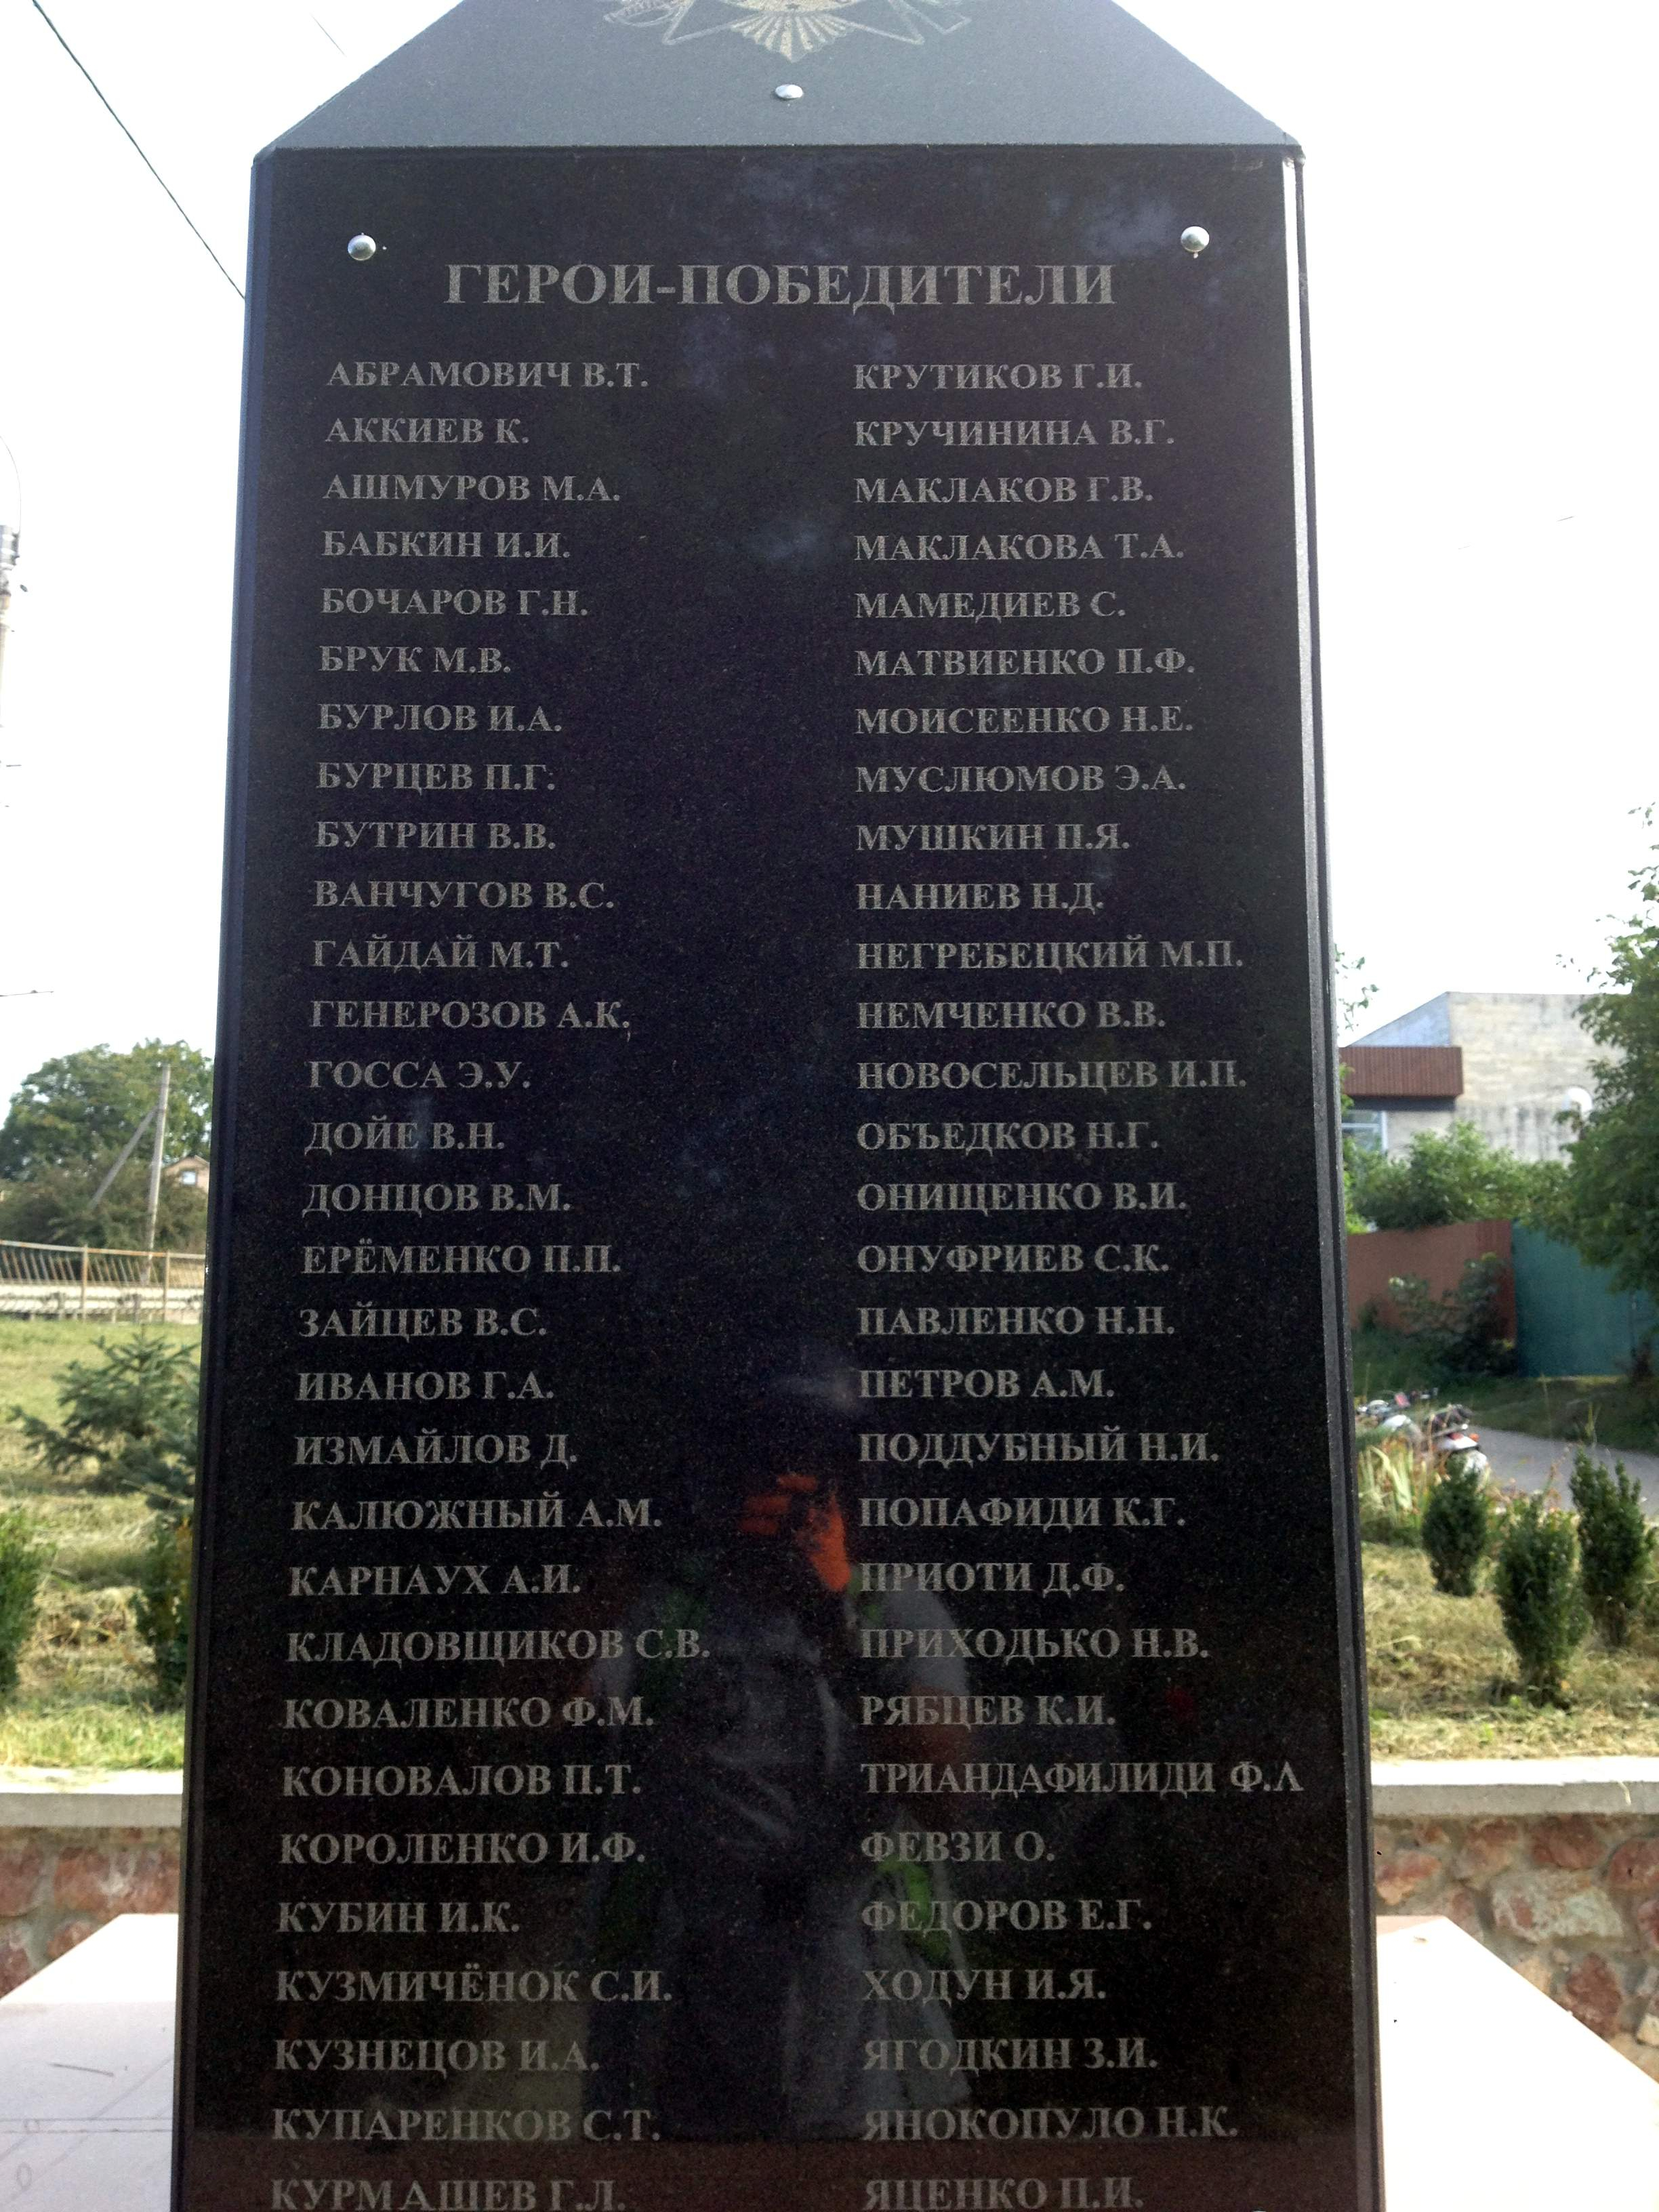 ГЕРОИ-ПОБЕДИТЕЛИ
АБРАМОВИЧ В.Т.
АККИЕВ К.
АШМУРОВ М.А.
БАБКИН И.И.
БОЧАРОВ Г.Н.
БРУК М.В.
БУРЛОВ И.А.
БУРЦЕВ П.Г.
БУТРИН В.В.
ВАНЧУГОВ В.С.
ГАЙДАЙ М.Т.
ГЕНЕРОЗОВ А.К.
ГОССА Э.У.
ДОЙЕ В.Н.
ДОНЦОВ В.М.
ЕРЁМЕНКО П.П.
ЗАЙЦЕВ В.С.
ИВАНОВ Г.А.
ИЗМАЙЛОВ Д.
КАЛЮЖНЫЙ А.М.
КАРНАУХ А.И.
КЛАДОВЩИКОВ С.В.
КОВАЛЕНКО Ф.М.
КОНОВАЛОВ П.Т.
КОРОЛЕНКО И.Ф.
КУБИН И.К.
КУЗМИЧЁНОК С.И.
КУЗНЕЦОВ И.А.
КУПАРЕНКОВ С.Т.
КУРМАШЕВ Г.Л.
КРУТИКОВ Г.И.
КРУЧИНИНА В.Г.
МАКЛАКОВ Г.В.
МАКЛАКОВА Т.А.
МАМЕДИЕВ С.
МАТВИЕНКО П.Ф.
МОИСЕЕНКО Н.Е.
МУСЛЮМОВ Э.А.
МУШКИН П.Я.
НАНИЕВ Н.Д.
НЕГРЕБЕЦКИЙ М.П.
НЕМЧЕНКО В.В.
НОВОСЕЛЬЦЕВ И.П.
ОБЪЕДКОВ Н.Г.
ОНИЩЕНКО В.И.
ОНУФРИЕВ С.К.
ПАВЛЕНКО Н.Н.
ПЕТРОВ А.М.
ПОДДУБНЫЙ Н.И.
ПОПАФИДИ К.Г.
ПРИОТИ Д.Ф.
ПРИХОДЬКО Н.В.
РЯБЦЕВ К.И.
ТРИАНДАФИЛИДИ Ф.Л
ФЕВЗИ О.
ФЕДОРОВ Е.Г.
ХОДУН И.Я.
ЯГОДКИН З.И.
ЯНОКОПУЛО Н.К.
ЯЦЕНКО П.И.